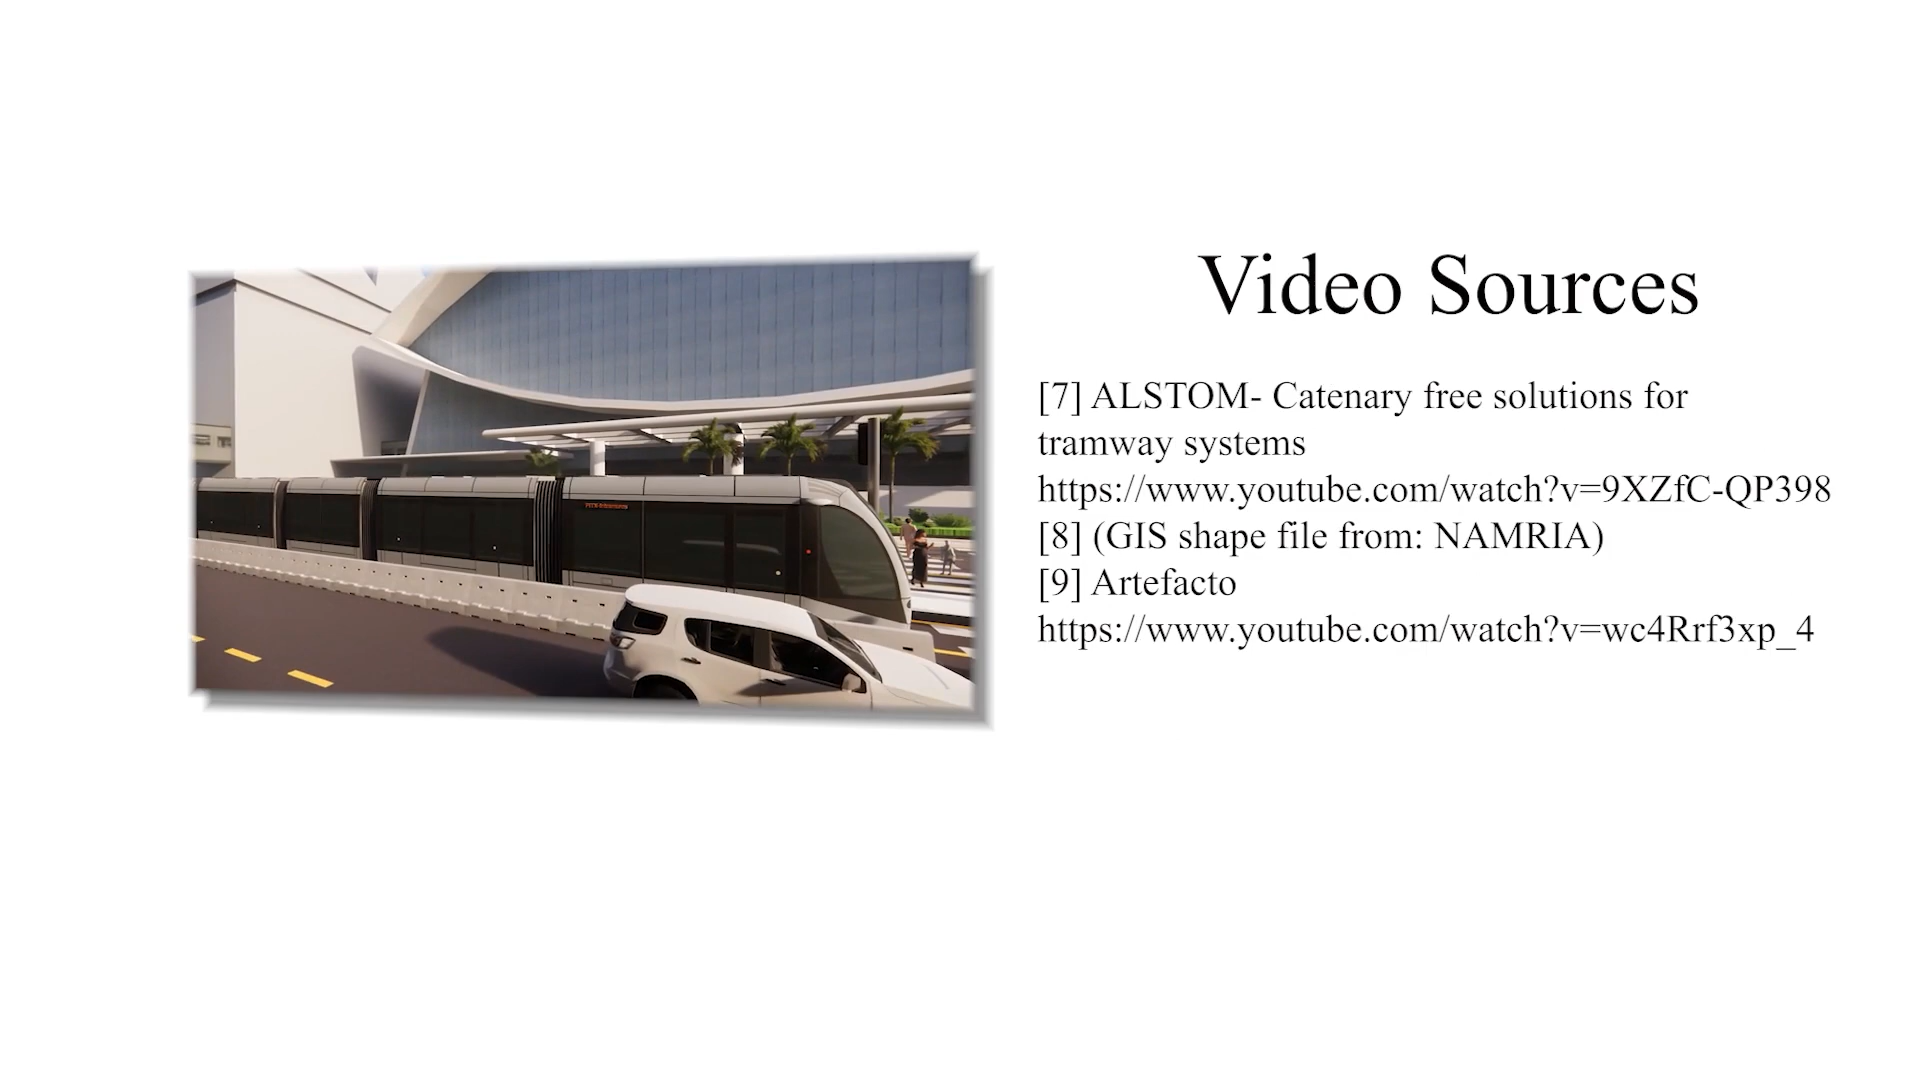 Video Sources
[7] ALSTOM- Catenary free solutions for
tramway systems
https://www.youtube.com/watch?v=9XZfC-QP398
[8] (GIS shape file from: NAMRIA)
[9] Artefacto
https://www.youtube.com/watch?v=wc4Rrf3xp_4